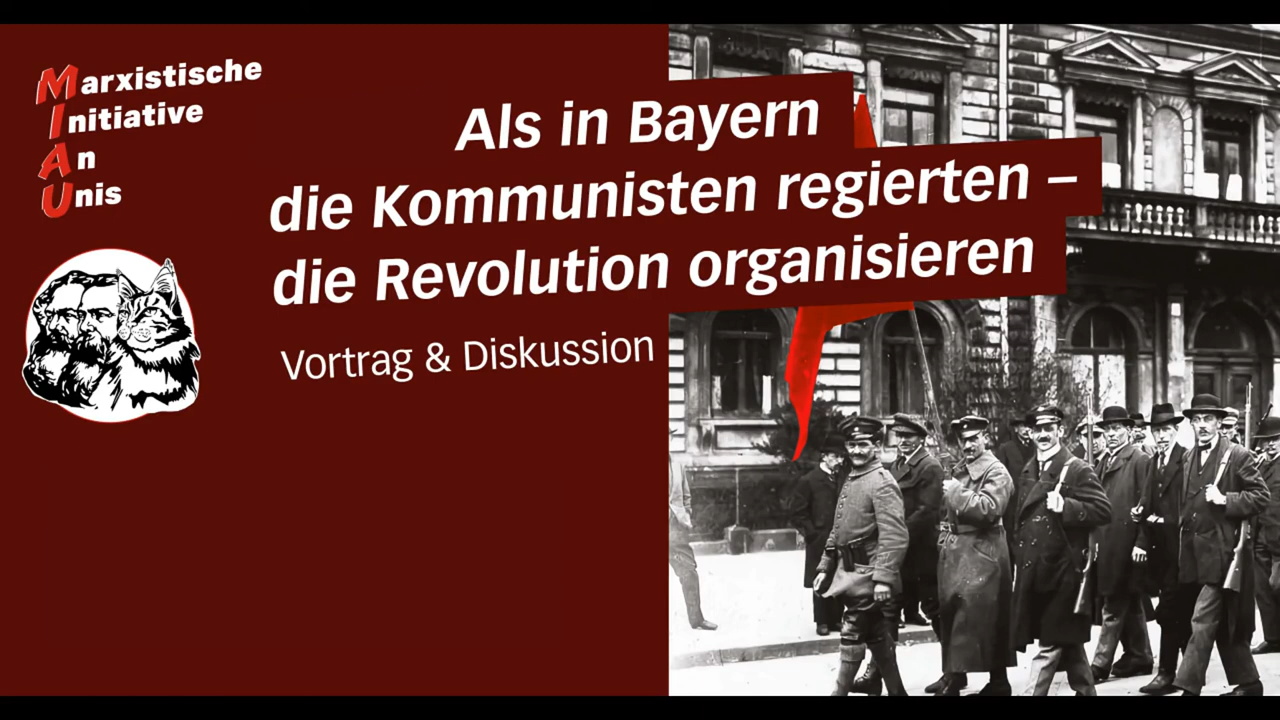 Marxistische
Initiative
An
Unis
Als in Bayern
die Kommunisten regierten –
die Revolution organisieren
Vortrag & Diskussion